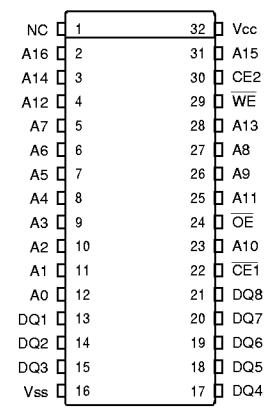 NC 1 32 Vcc
A16 2 31 A15
A14 3 30 CE2
A12 4 29 W̅E̅
A7 5 28 A13
A6 6 27 A8
A5 7 26 A9
A4 8 25 A11
A3 9 24 O̅E̅
A2 10 23 A10
A1 11 22 C̅E̅1̅
A0 12 21 DQ8
DQ1 13 20 DQ7
DQ2 14 19 DQ6
DQ3 15 18 DQ5
Vss 16 17 DQ4